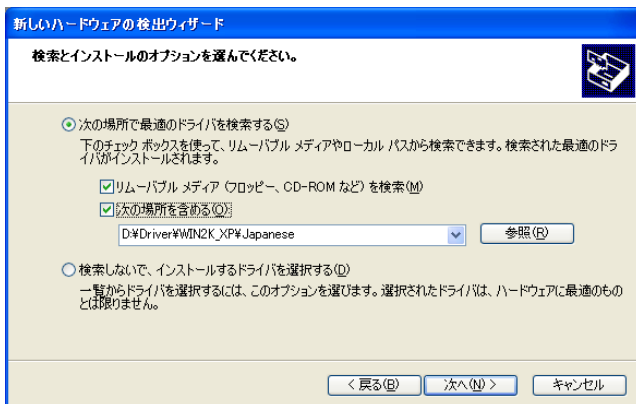 新しいハードウェアの検出ウィザード
検索とインストールのオプションを選んでください。
次の場所で最適のドライバを検索する(S)
下のチェック ボックスを使って、リムーバブル メディアやローカル パスから検索できます。検索された最適のドラ
イバがインストールされます。
リムーバブル メディア (フロッピー、CD-ROM など) を検索(M)
次の場所を含める(O):
D:¥Driver¥WIN2K_XP¥Japanese
参照(R)
検索しないで、インストールするドライバを選択する(D)
一覧からドライバを選択するには、このオプションを選びます。選択されたドライバは、ハードウェアに最適のもの
とは限りません。
< 戻る(B)
次へ(N) >
キャンセル